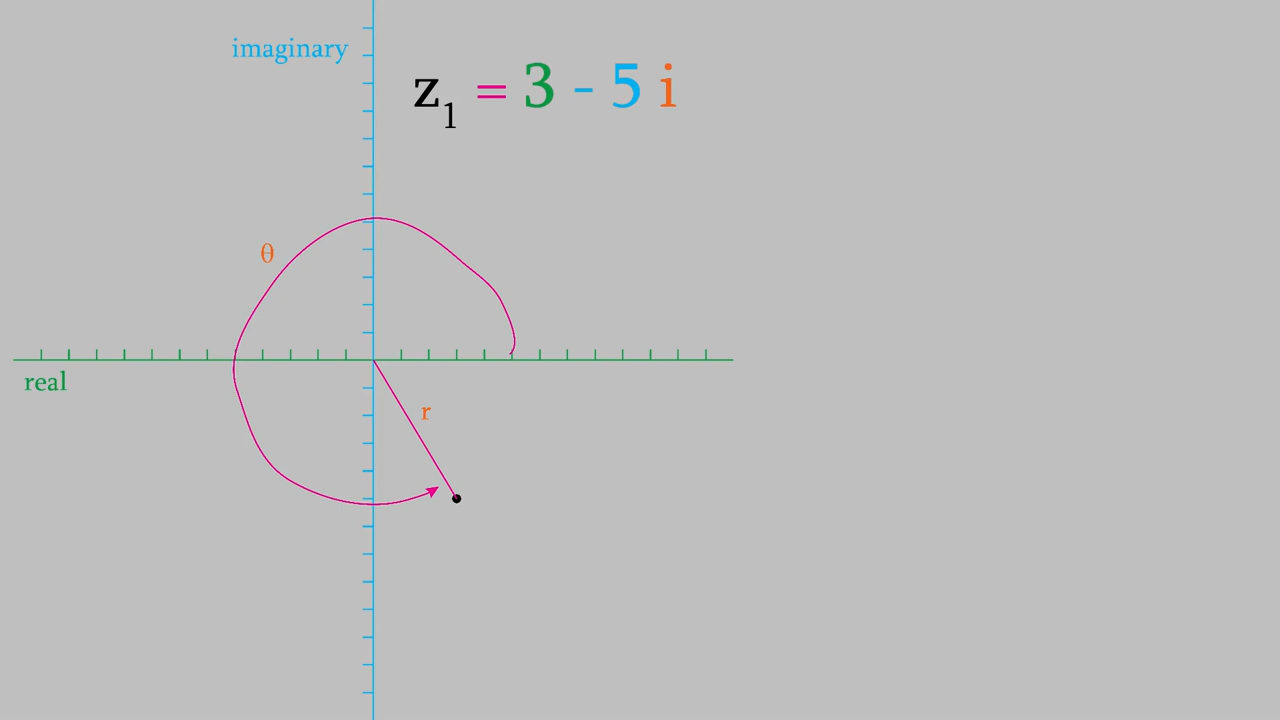 imaginary
z₁ = 3 - 5 i
θ
real
r